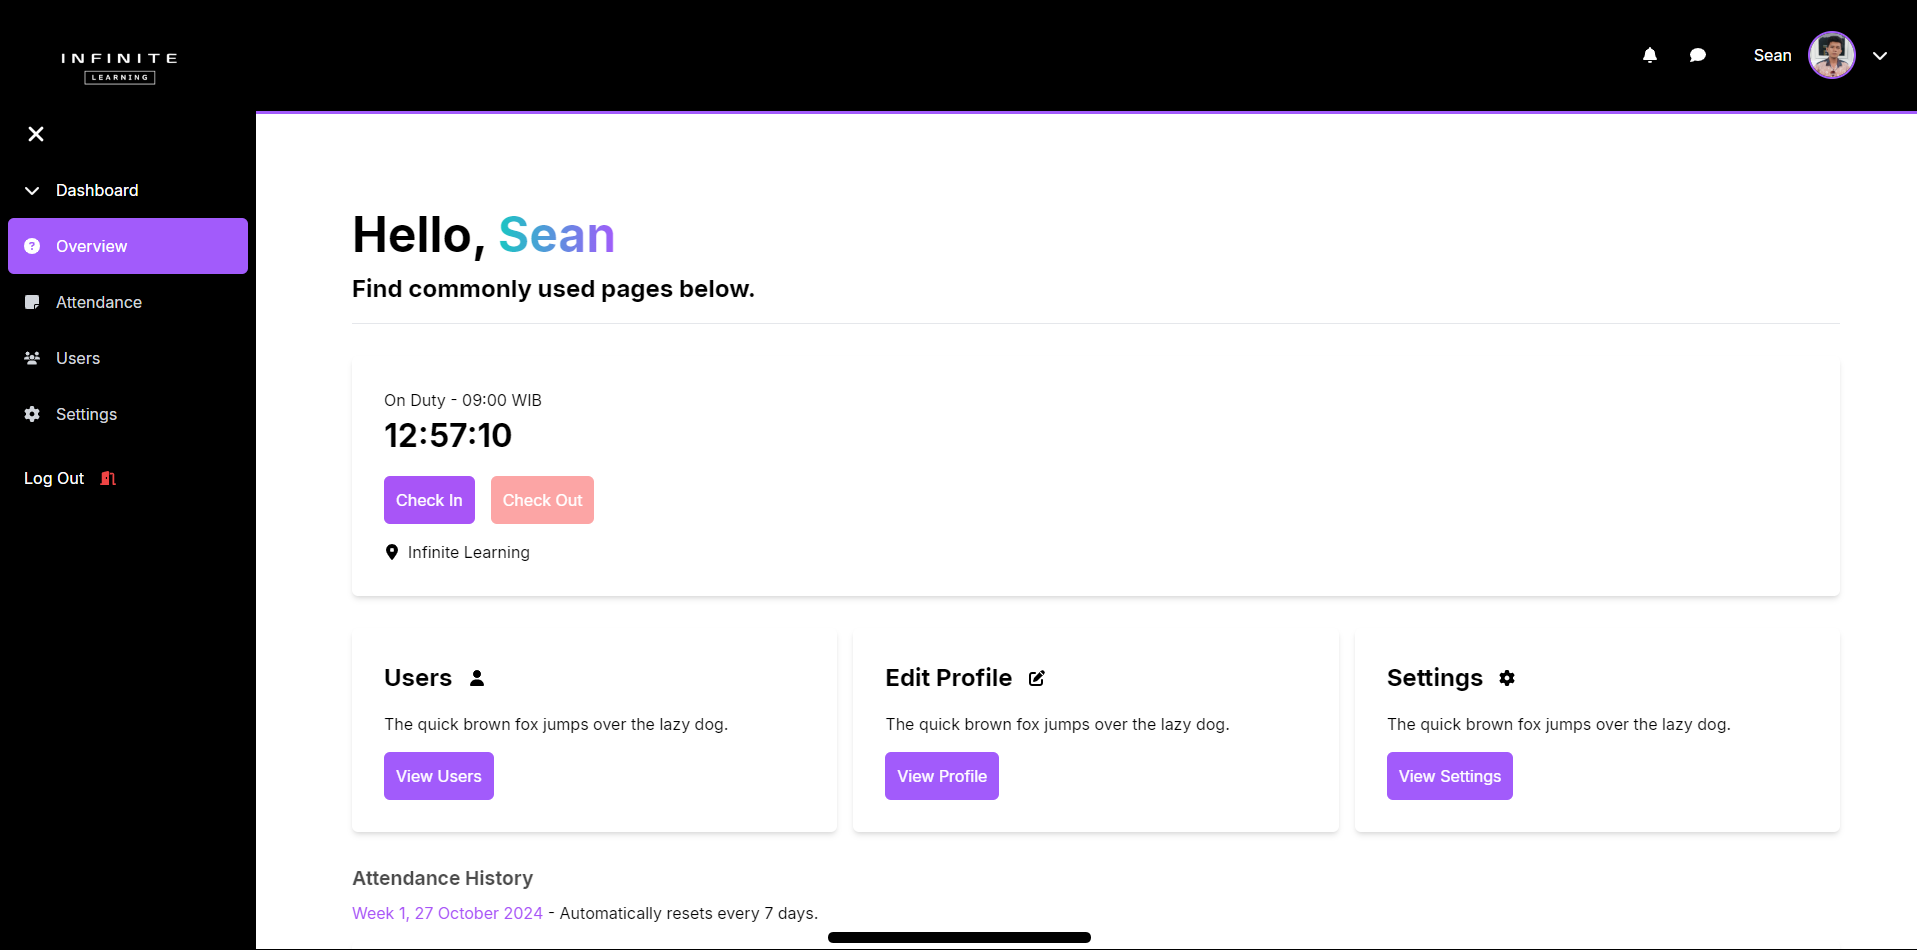 INFINITE
LEARNING
Sean
Dashboard
Overview
Attendance
Users
Settings
Log Out
Hello, Sean
Find commonly used pages below.
On Duty - 09:00 WIB
12:57:10
Check In
Check Out
Infinite Learning
Users
The quick brown fox jumps over the lazy dog.
View Users
Edit Profile
The quick brown fox jumps over the lazy dog.
View Profile
Settings
The quick brown fox jumps over the lazy dog.
View Settings
Attendance History
Week 1, 27 October 2024 - Automatically resets every 7 days.